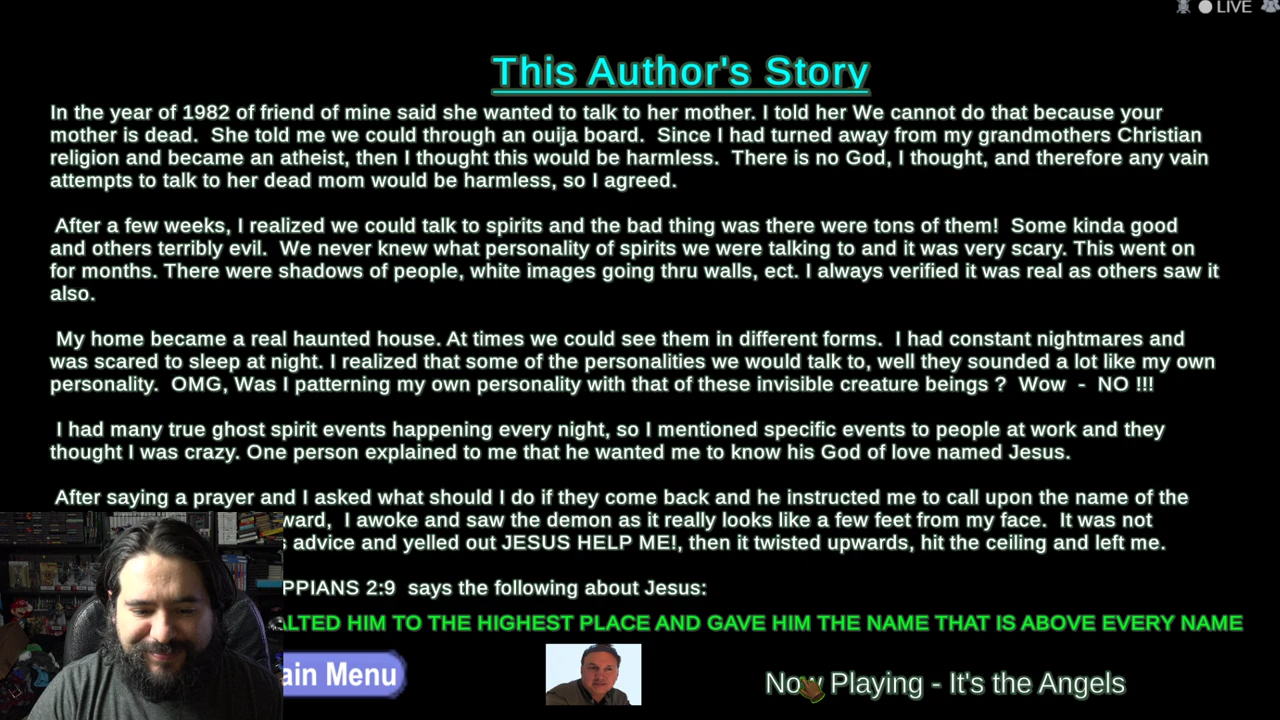 LIVE
This Author's Story
In the year of 1982 of friend of mine said she wanted to talk to her mother. I told her We cannot do that because your
mother is dead.  She told me we could through an ouija board.  Since I had turned away from my grandmothers Christian
religion and became an atheist, then I thought this would be harmless.  There is no God, I thought, and therefore any vain
attempts to talk to her dead mom would be harmless, so I agreed.
After a few weeks, I realized we could talk to spirits and the bad thing was there were tons of them!  Some kinda good
and others terribly evil.  We never knew what personality of spirits we were talking to and it was very scary. This went on
for months. There were shadows of people, white images going thru walls, ect. I always verified it was real as others saw it
also.
My home became a real haunted house. At times we could see them in different forms.  I had constant nightmares and
was scared to sleep at night. I realized that some of the personalities we would talk to, well they sounded a lot like my own
personality.  OMG, Was I patterning my own personality with that of these invisible creature beings ?  Wow  -  NO !!!
I had many true ghost spirit events happening every night, so I mentioned specific events to people at work and they
thought I was crazy. One person explained to me that he wanted me to know his God of love named Jesus.
After saying a prayer and I asked what should I do if they come back and he instructed me to call upon the name of the
ward,  I awoke and saw the demon as it really looks like a few feet from my face.  It was not
advice and yelled out JESUS HELP ME!, then it twisted upwards, hit the ceiling and left me.
PPIANS 2:9  says the following about Jesus:
ALTED HIM TO THE HIGHEST PLACE AND GAVE HIM THE NAME THAT IS ABOVE EVERY NAME
ain Menu
Now Playing - It's the Angels